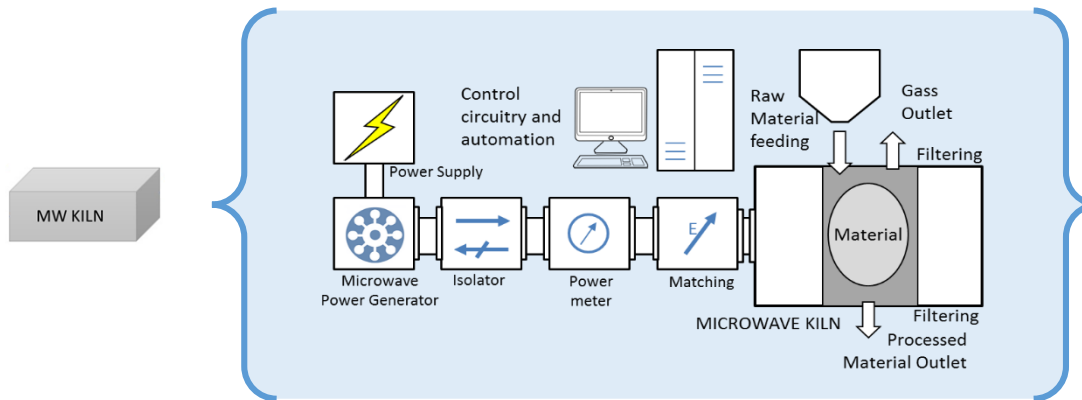 MW KILN
Control
circuitry and
automation
Raw
Material
feeding
Gass
Outlet
Filtering
Power Supply
E
Material
Microwave
Power Generator
Isolator
Power
meter
Matching
MICROWAVE KILN
Filtering
Processed
Material Outlet